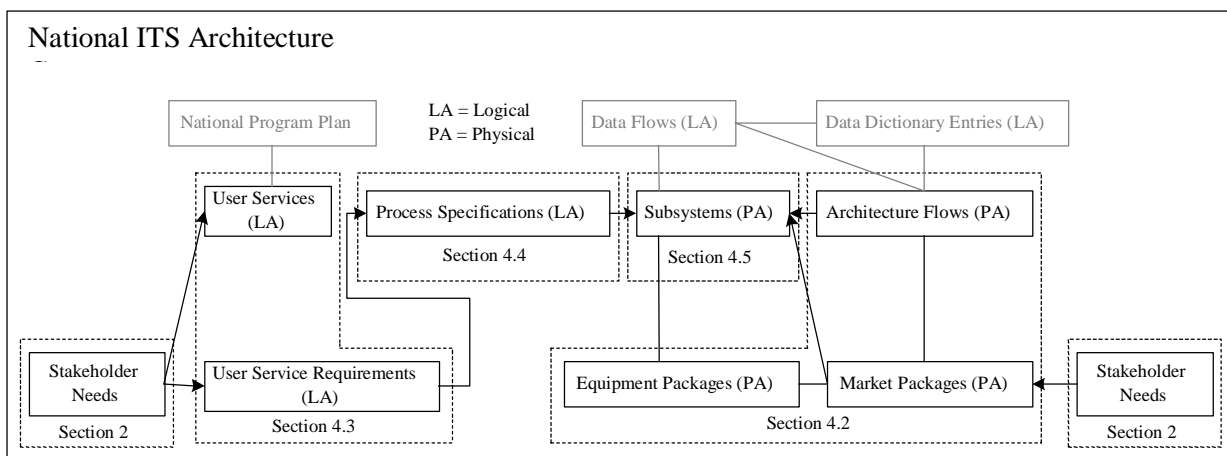 National ITS Architecture
National Program Plan
LA = Logical
PA = Physical
Data Flows (LA)
Data Dictionary Entries (LA)
User Services
(LA)
Process Specifications (LA)
Subsystems (PA)
Architecture Flows (PA)
Section 4.4
Section 4.5
Stakeholder
Needs
User Service Requirements
(LA)
Equipment Packages (PA)
Market Packages (PA)
Stakeholder
Needs
Section 2
Section 4.3
Section 4.2
Section 2